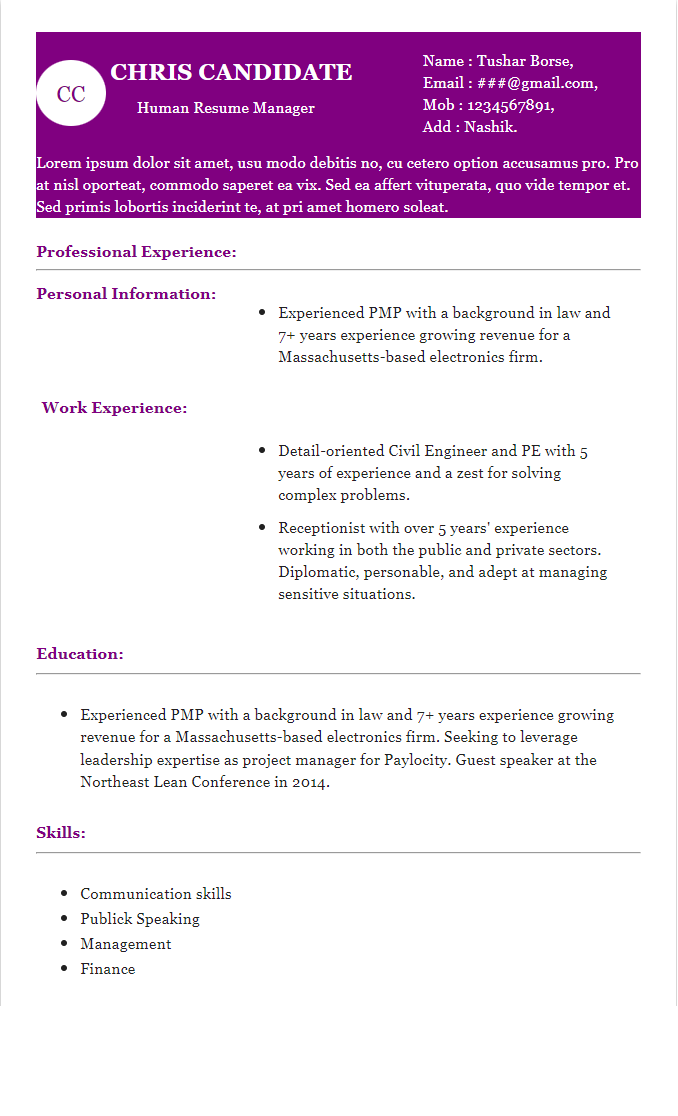 CC
CHRIS CANDIDATE
Human Resume Manager
Name : Tushar Borse,
Email : ###@gmail.com,
Mob : 1234567891,
Add : Nashik.
Lorem ipsum dolor sit amet, usu modo debitis no, cu cetero option accusamus pro. Pro
at nisl oporteat, commodo saperet ea vix. Sed ea affert vituperata, quo vide tempor et.
Sed primis lobortis inciderint te, at pri amet homero soleat.
Professional Experience:
Personal Information:
• Experienced PMP with a background in law and
7+ years experience growing revenue for a
Massachusetts-based electronics firm.
Work Experience:
• Detail-oriented Civil Engineer and PE with 5
years of experience and a zest for solving
complex problems.
• Receptionist with over 5 years' experience
working in both the public and private sectors.
Diplomatic, personable, and adept at managing
sensitive situations.
Education:
• Experienced PMP with a background in law and 7+ years experience growing
revenue for a Massachusetts-based electronics firm. Seeking to leverage
leadership expertise as project manager for Paylocity. Guest speaker at the
Northeast Lean Conference in 2014.
Skills:
• Communication skills
• Publick Speaking
• Management
• Finance